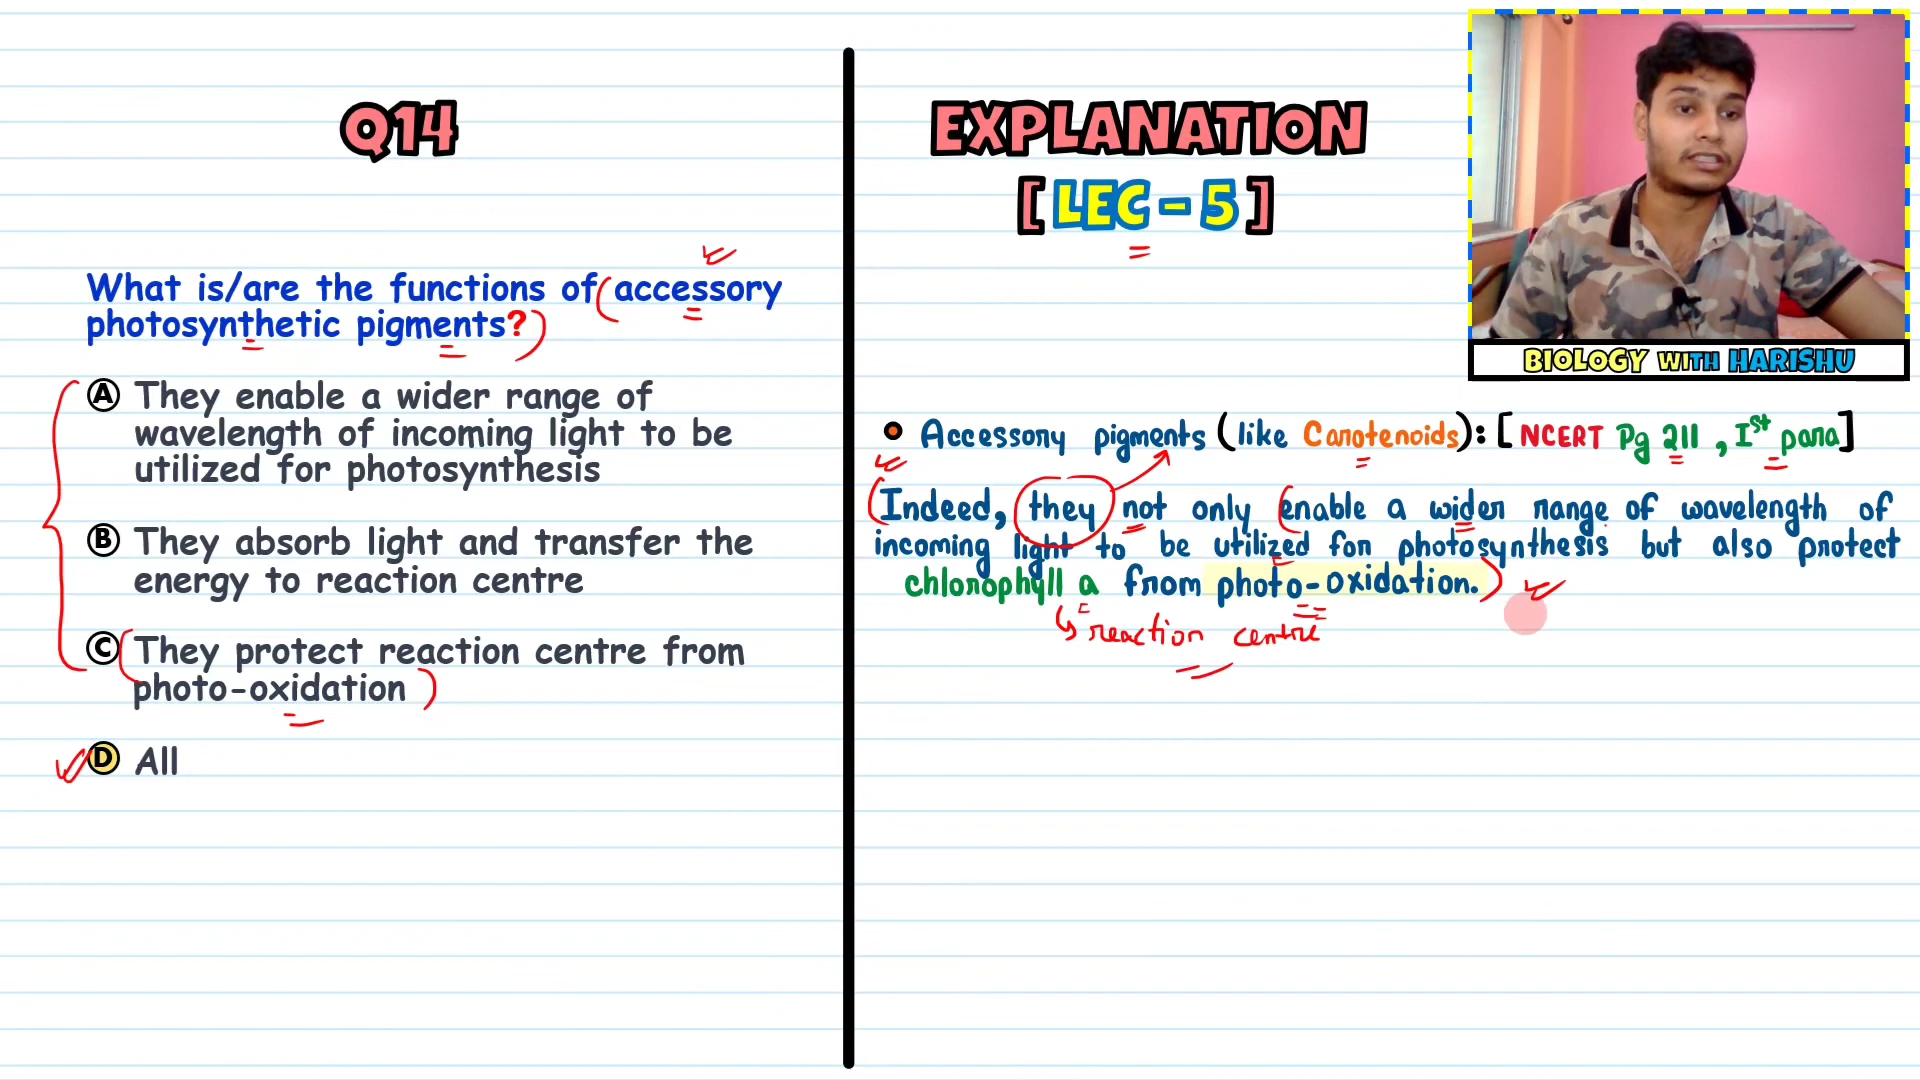 Q14
What is/are the functions of accessory
photosynthetic pigments?
A They enable a wider range of
wavelength of incoming light to be
utilized for photosynthesis
B They absorb light and transfer the
energy to reaction centre
C They protect reaction centre from
photo-oxidation
D All
EXPLANATION
[ LEC - 5 ]
BIOLOGY WITH HARISHU
• Accessory pigments (like Carotenoids): [NCERT Pg 211, Ist para]
Indeed, they not only enable a wider range of wavelength of
incoming light to be utilized for photosynthesis but also protect
chlorophyll a from photo-oxidation.
reaction centre